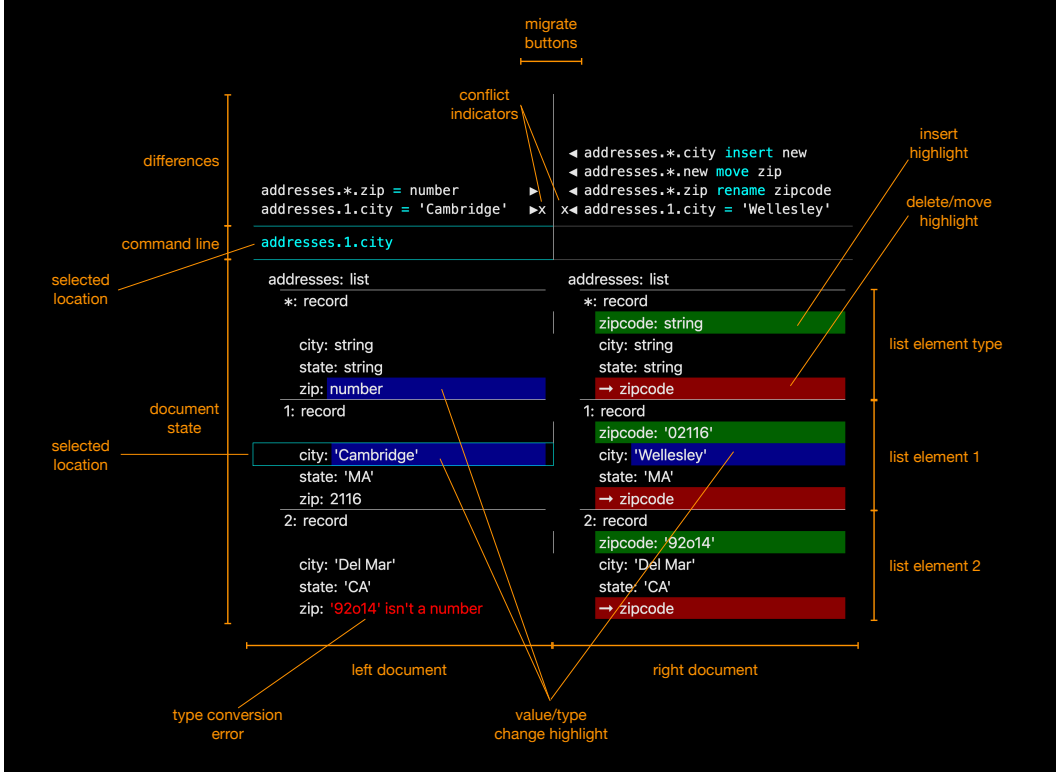 migrate
buttons
conflict
indicators
differences
insert
highlight
delete/move
highlight
◀ addresses.*.city insert new
◀ addresses.*.new move zip
addresses.*.zip = number ▶
◀ addresses.*.zip rename zipcode
addresses.1.city = 'Cambridge' ▶x
x◀ addresses.1.city = 'Wellesley'
command line
addresses.1.city
selected
location
addresses: list
*: record
city: string
state: string
zip: number
1: record
city: 'Cambridge'
state: 'MA'
zip: 2116
2: record
city: 'Del Mar'
state: 'CA'
zip: '92o14' isn't a number
addresses: list
*: record
zipcode: string
city: string
state: string
→ zipcode
1: record
zipcode: '02116'
city: 'Wellesley'
state: 'MA'
→ zipcode
2: record
zipcode: '92o14'
city: 'Del Mar'
state: 'CA'
→ zipcode
document
state
selected
location
list element type
list element 1
list element 2
left document
right document
type conversion
error
value/type
change highlight